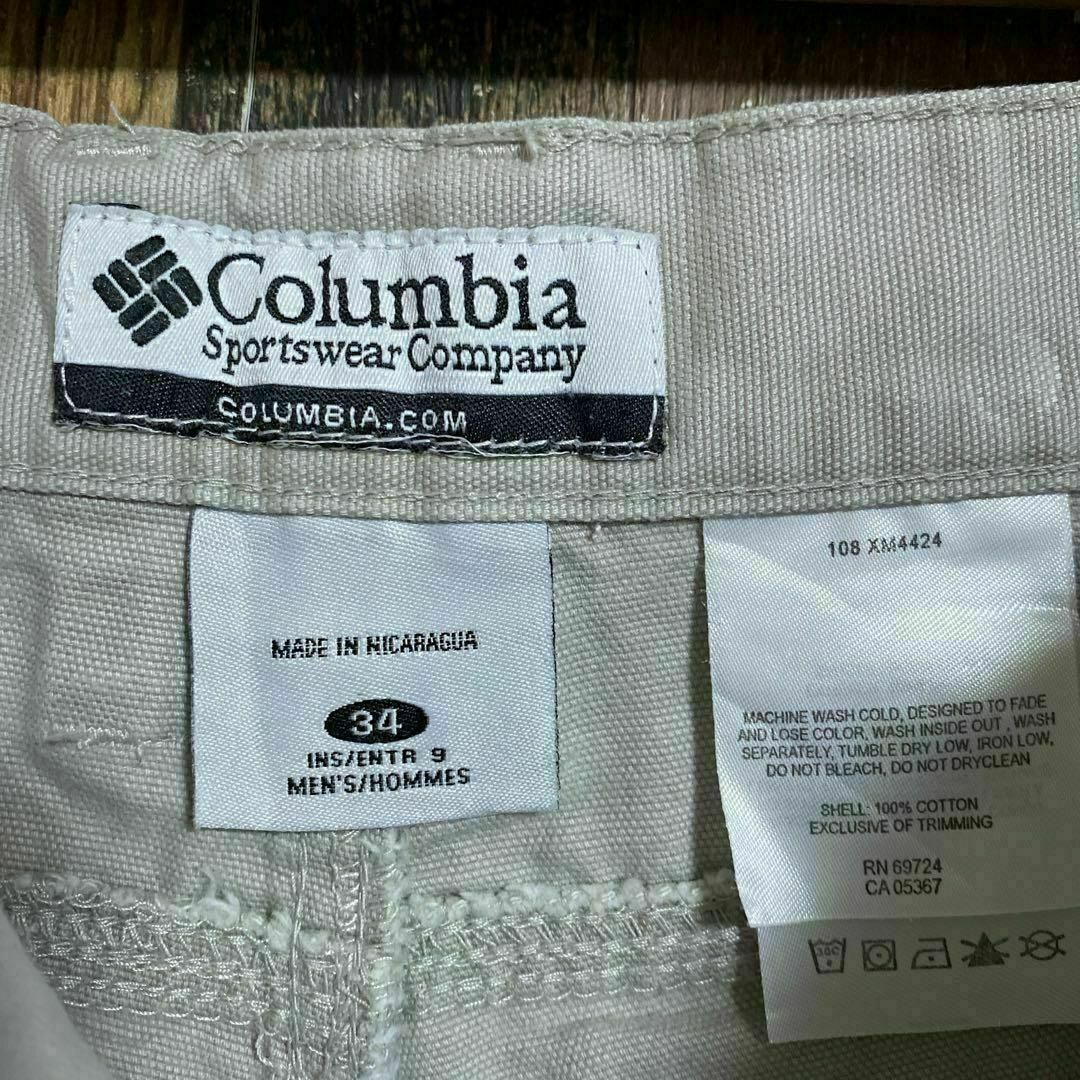 Columbia
Sportswear Company
COLUMBIA.COM
MADE IN NICARAGUA
34
INS/ENTR 9
MEN'S/HOMMES
108 XM4424
MACHINE WASH COLD, DESIGNED TO FADE
AND LOSE COLOR, WASH INSIDE OUT , WASH
SEPARATELY, TUMBLE DRY LOW, IRON LOW,
DO NOT BLEACH, DO NOT DRYCLEAN
SHELL: 100% COTTON
EXCLUSIVE OF TRIMMING
RN 69724
CA 05367
30C